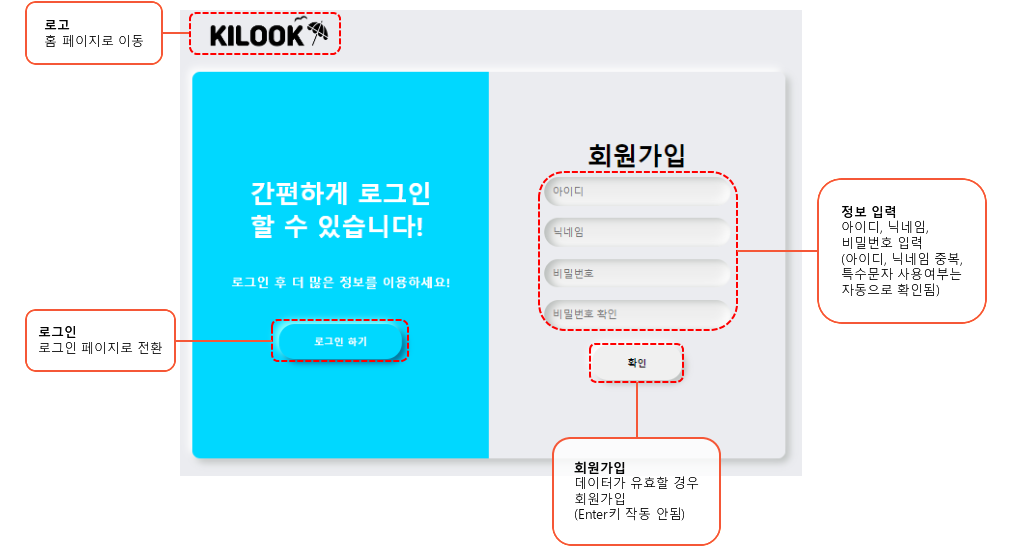 로고
홈 페이지로 이동
KILOOK
간편하게 로그인
할 수 있습니다!
로그인 후 더 많은 정보를 이용하세요!
로그인 하기
로그인
로그인 페이지로 전환
회원가입
아이디
닉네임
비밀번호
비밀번호 확인
확인
정보 입력
아이디, 닉네임,
비밀번호 입력
(아이디, 닉네임 중복,
특수문자 사용여부는
자동으로 확인됨)
회원가입
데이터가 유효할 경우
회원가입
(Enter키 작동 안됨)